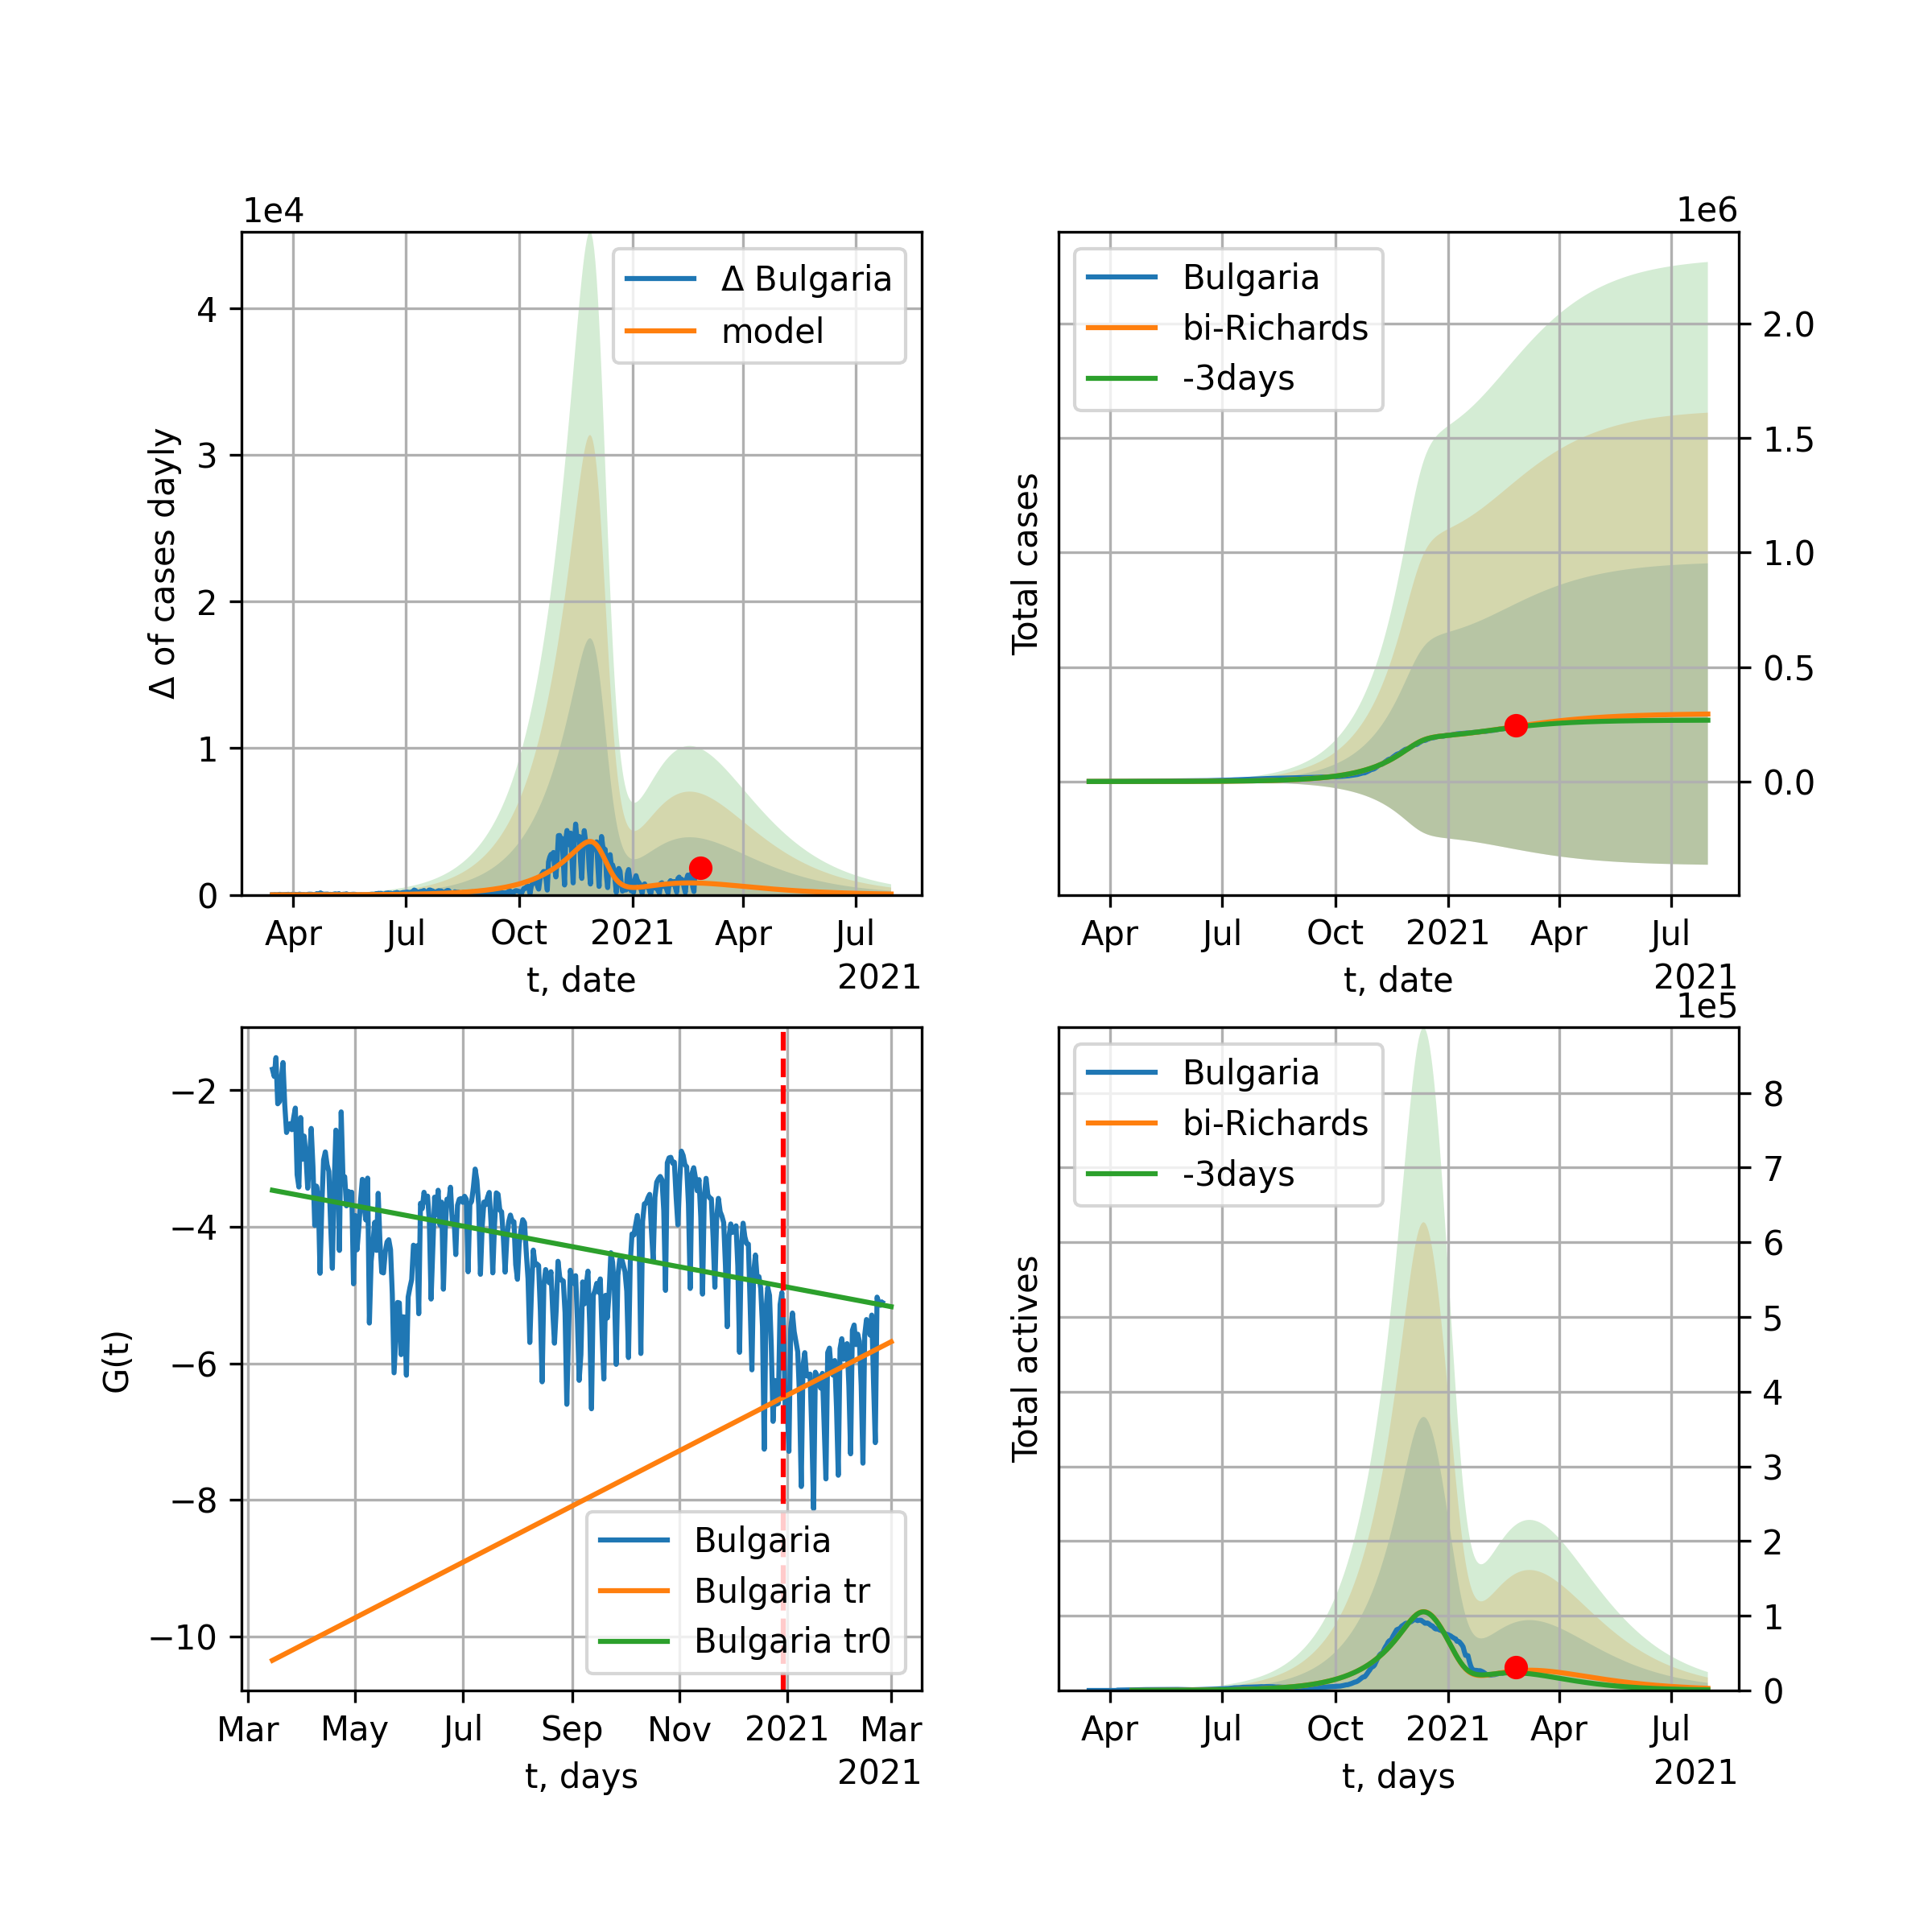 1e4
Δ of cases dayly
4
3
2
1
0
Δ Bulgaria
model
Apr Jul Oct 2021 Apr Jul
t, date
2021
1e6
Total cases
Bulgaria
bi-Richards
-3days
2.0
1.5
1.0
0.5
0.0
Apr Jul Oct 2021 Apr Jul
t, date
2021
G(t)
−2
−4
−6
−8
−10
Bulgaria
Bulgaria tr
Bulgaria tr0
Mar May Jul Sep Nov 2021 Mar
t, days
2021
1e5
Total actives
Bulgaria
bi-Richards
-3days
8
7
6
5
4
3
2
1
0
Apr Jul Oct 2021 Apr Jul
t, days
2021